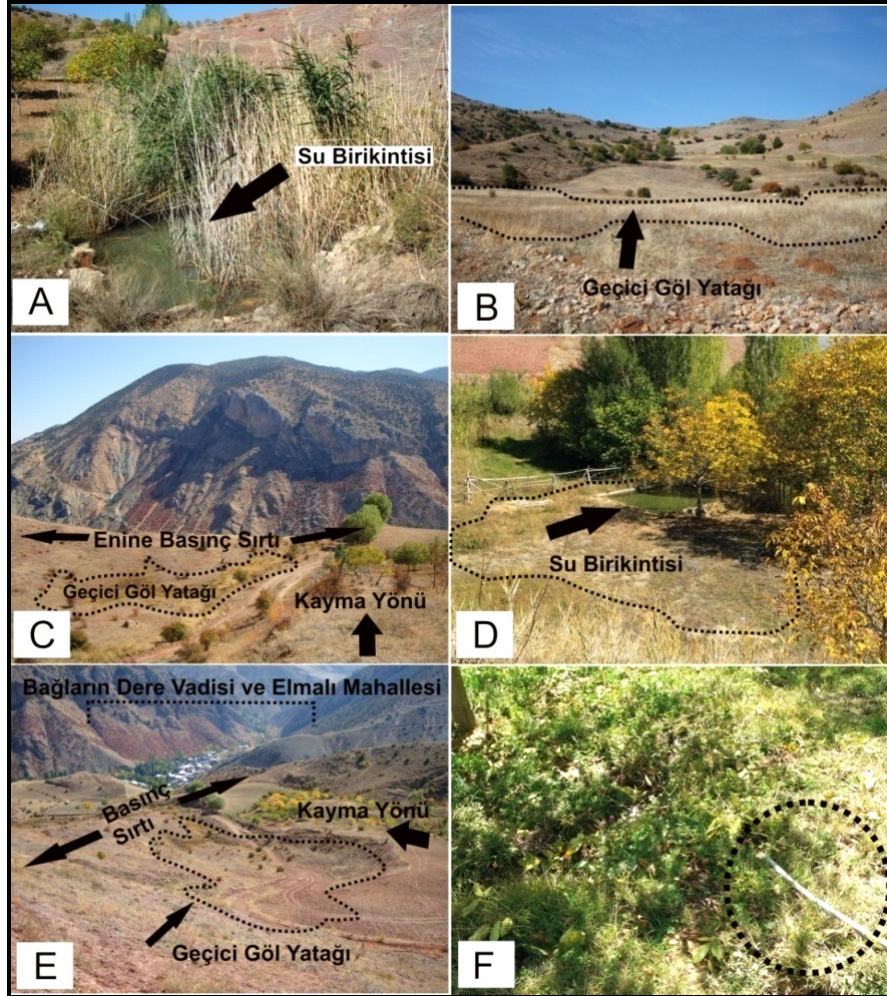 Su Birikintisi
A
B
Geçici Göl Yatağı
Enine Basınç Sırtı
Geçici Göl Yatağı
Kayma Yönü
C
Su Birikintisi
D
Bağların Dere Vadisi ve Elmalı Mahallesi
Basınç
Sırtı
Kayma Yönü
Geçici Göl Yatağı
E
F